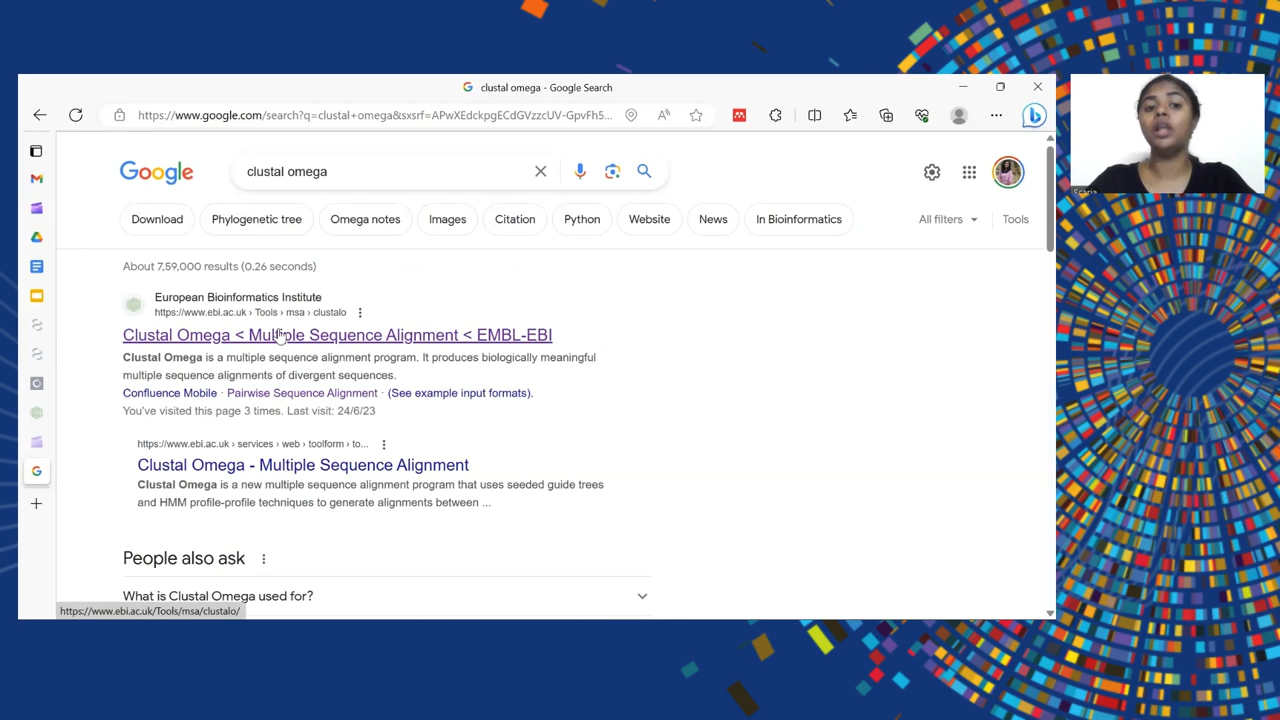 clustal omega - Google Search
https://www.google.com/search?q=clustal+omega&sxsrf=APwXEdckpgECdGVzzcUV-GpvFh5...
Google
clustal omega
Download
Phylogenetic tree
Omega notes
Images
Citation
Python
Website
News
In Bioinformatics
All filters
Tools
About 7,59,000 results (0.26 seconds)
European Bioinformatics Institute
https://www.ebi.ac.uk › Tools › msa › clustalo
Clustal Omega < Multiple Sequence Alignment < EMBL-EBI
Clustal Omega is a multiple sequence alignment program. It produces biologically meaningful
multiple sequence alignments of divergent sequences.
Confluence Mobile · Pairwise Sequence Alignment · (See example input formats).
You've visited this page 3 times. Last visit: 24/6/23
https://www.ebi.ac.uk › services › web › toolform › to...
Clustal Omega - Multiple Sequence Alignment
Clustal Omega is a new multiple sequence alignment program that uses seeded guide trees
and HMM profile-profile techniques to generate alignments between ...
People also ask
What is Clustal Omega used for?
https://www.ebi.ac.uk/Tools/msa/clustalo/